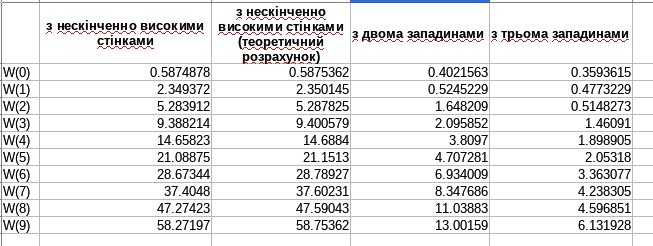 з нескінченно високими стінками	з нескінченно високими стінками (теоретичний розрахунок)	з двома западинами	з трьома западинами
W(0)	0.5874878	0.5875362	0.4021563	0.3593615
W(1)	2.349372	2.350145	0.5245229	0.4773229
W(2)	5.283912	5.287825	1.648209	0.5148273
W(3)	9.388214	9.400579	2.095852	1.46091
W(4)	14.65823	14.6884	3.8097	1.898905
W(5)	21.08875	21.1513	4.707281	2.05318
W(6)	28.67344	28.78927	6.934009	3.363077
W(7)	37.4048	37.60231	8.347686	4.238305
W(8)	47.27423	47.59043	11.03883	4.596851
W(9)	58.27197	58.75362	13.00159	6.131928